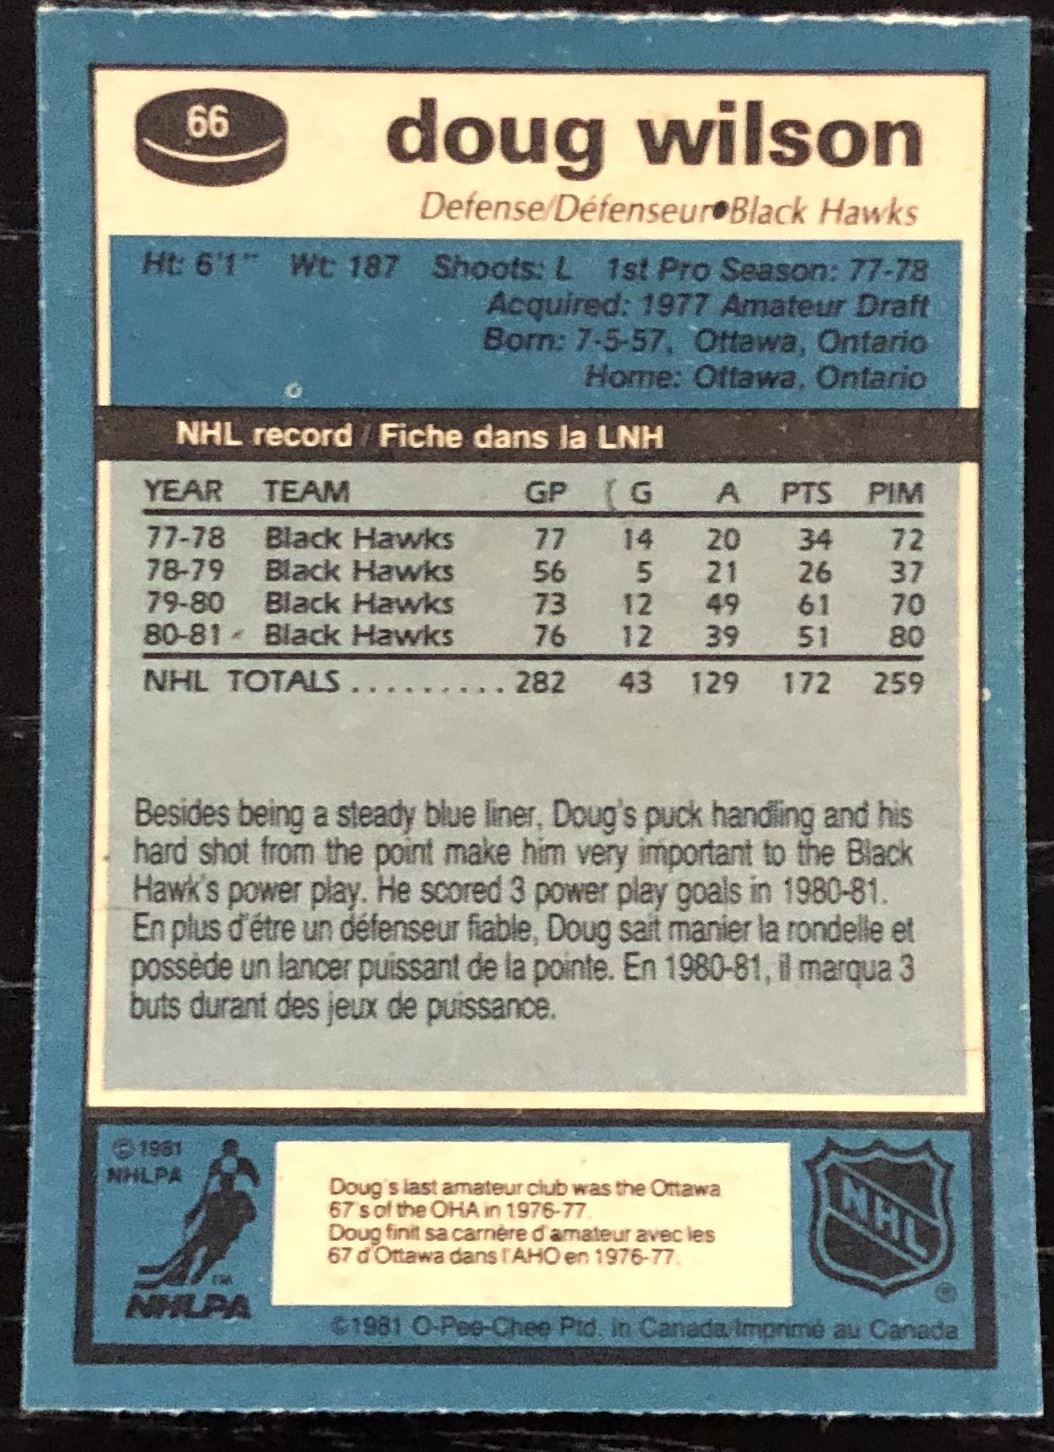 66
doug wilson
Defense/Défenseur•Black Hawks
Ht: 6'1" Wt: 187 Shoots: L 1st Pro Season: 77-78
Acquired: 1977 Amateur Draft
Born: 7-5-57, Ottawa, Ontario
Home: Ottawa, Ontario
NHL record / Fiche dans la LNH
YEAR TEAM GP G A PTS PIM
77-78 Black Hawks 77 14 20 34 72
78-79 Black Hawks 56 5 21 26 37
79-80 Black Hawks 73 12 49 61 70
80-81 Black Hawks 76 12 39 51 80
NHL TOTALS .......... 282 43 129 172 259
Besides being a steady blue liner, Doug's puck handling and his
hard shot from the point make him very important to the Black
Hawk's power play. He scored 3 power play goals in 1980-81.
En plus d'être un défenseur fiable, Doug sait manier la rondelle et
possède un lancer puissant de la pointe. En 1980-81, il marqua 3
buts durant des jeux de puissance.
©1981
NHLPA
TM
NHLPA
Doug's last amateur club was the Ottawa
67's of the OHA in 1976-77.
Doug finit sa carrère d'amateur avec les
67 d'Ottawa dans l'AHO en 1976-77.
NHL
®
©1981 O-Pee-Chee Ptd. in Canada/Imprimé au Canada